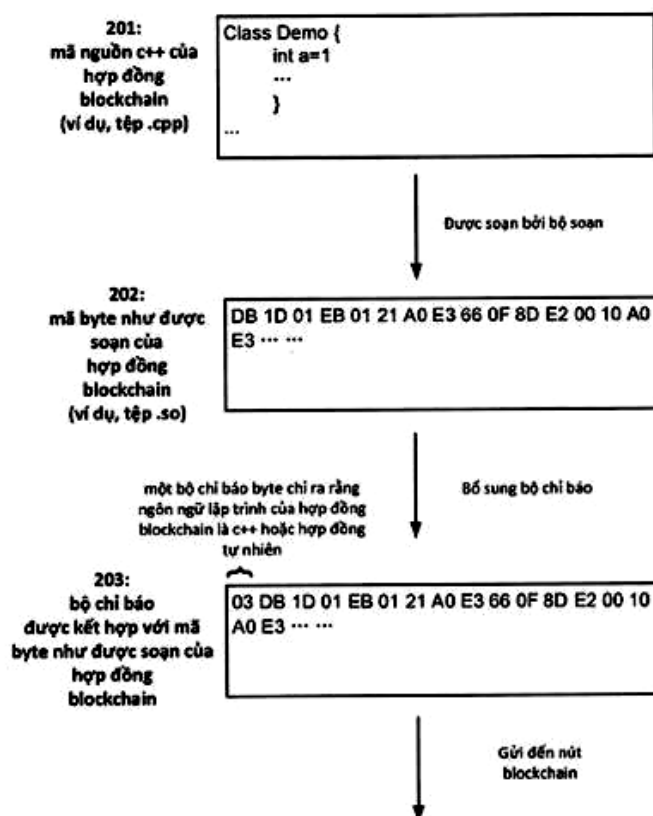 201:
mã nguồn c++ của
hợp đồng
blockchain
(ví dụ, tệp .cpp)
Class Demo {
int a=1
...
}
...
Được soạn bởi bộ soạn
202:
mã byte như được
soạn của
hợp đồng
blockchain
(ví dụ, tệp .so)
DB 1D 01 EB 01 21 A0 E3 66 0F 8D E2 00 10 A0
E3 ... ...
một bộ chỉ báo byte chỉ ra rằng
ngôn ngữ lập trình của hợp đồng
blockchain là c++ hoặc hợp đồng
tự nhiên
Bổ sung bộ chỉ báo
203:
bộ chỉ báo
được kết hợp với mã
byte như được soạn của
hợp đồng
blockchain
03 DB 1D 01 EB 01 21 A0 E3 66 0F 8D E2 00 10
A0 E3 ... ...
Gửi đến nút
blockchain